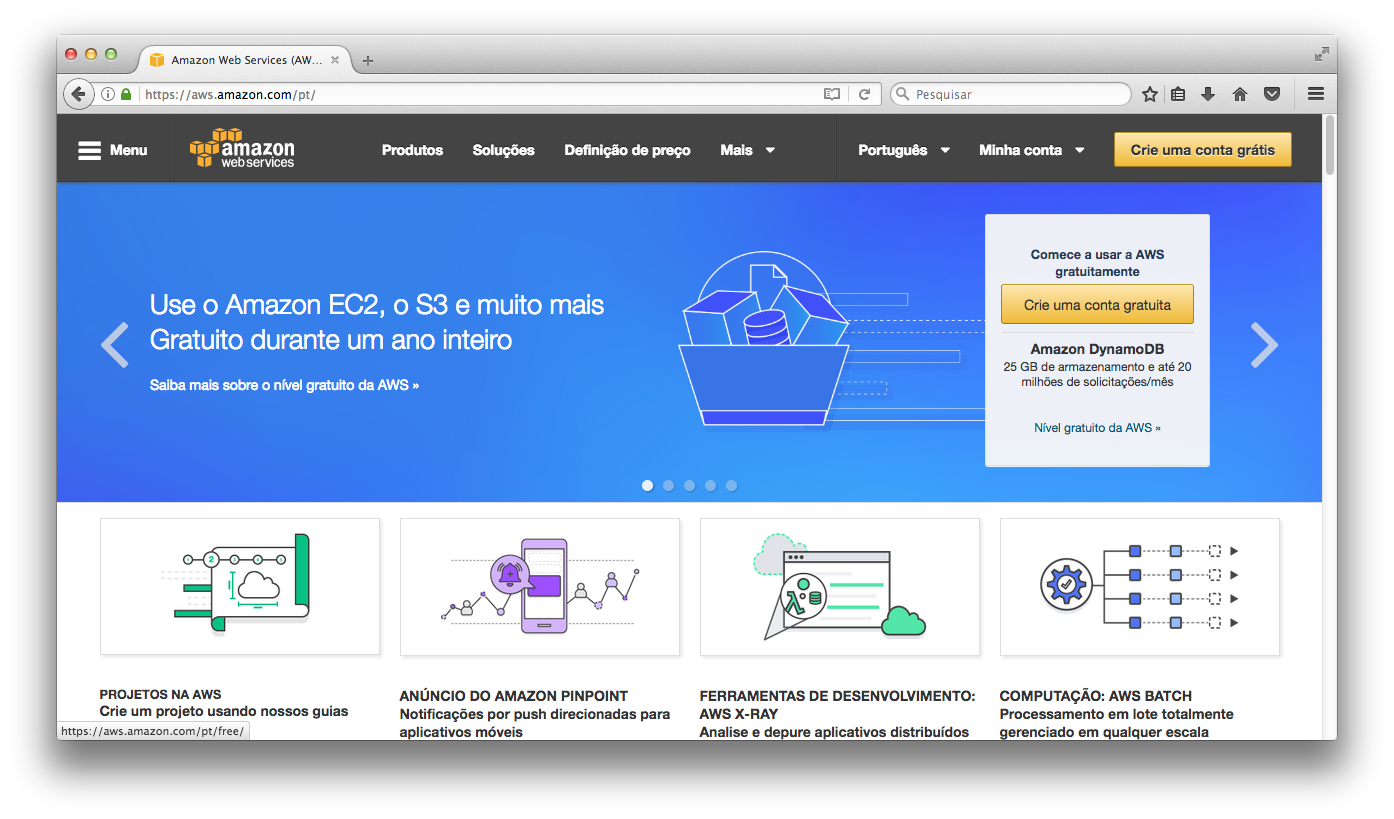 Amazon Web Services (AW...
https://aws.amazon.com/pt/
Pesquisar
Menu
amazon
web services
Produtos
Soluções
Definição de preço
Mais
Português
Minha conta
Crie uma conta grátis
Use o Amazon EC2, o S3 e muito mais
Gratuito durante um ano inteiro
Saiba mais sobre o nível gratuito da AWS »
Comece a usar a AWS
gratuitamente
Crie uma conta gratuita
Amazon DynamoDB
25 GB de armazenamento e até 20
milhões de solicitações/mês
Nível gratuito da AWS »
1 2 3 4 5
PROJETOS NA AWS
Crie um projeto usando nossos guias
ANÚNCIO DO AMAZON PINPOINT
Notificações por push direcionadas para
aplicativos móveis
FERRAMENTAS DE DESENVOLVIMENTO:
AWS X-RAY
Analise e depure aplicativos distribuídos
COMPUTAÇÃO: AWS BATCH
Processamento em lote totalmente
gerenciado em qualquer escala
https://aws.amazon.com/pt/free/